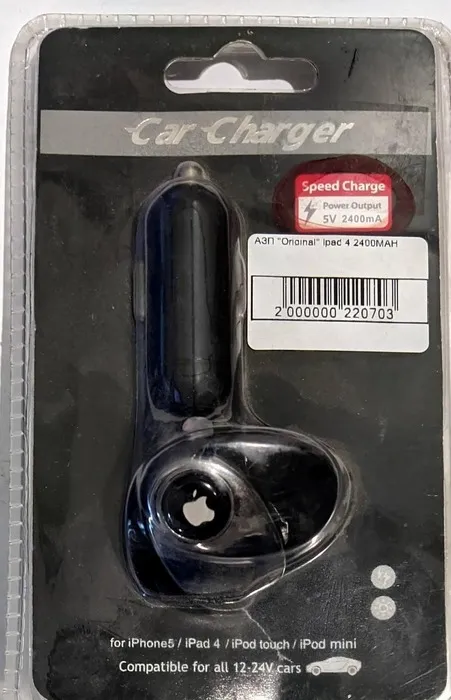 Car Charger
Speed Charge
Power Output
5V 2400mA
АЗП "Original" Ipad 4 2400MAH
2 000000 220703
for iPhone5 / iPad 4 / iPod touch / iPod mini
Compatible for all 12-24V cars